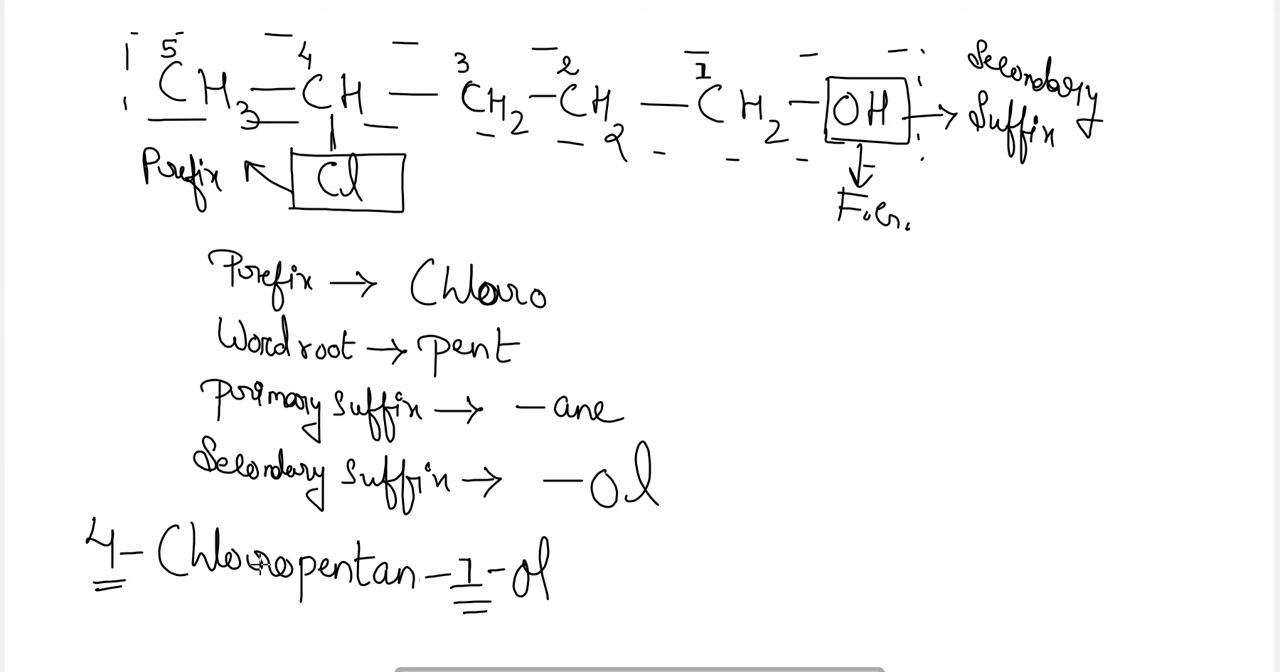 5 4 3 2 1
CH3 — CH — CH2 — CH2 — CH2 — OH → Secondary Suffix
Prefix Cl F.G.
Prefix → Chloro
Word root → pent
Primary suffix → -ane
Secondary suffix → -ol
4-Chloropentan-1-ol